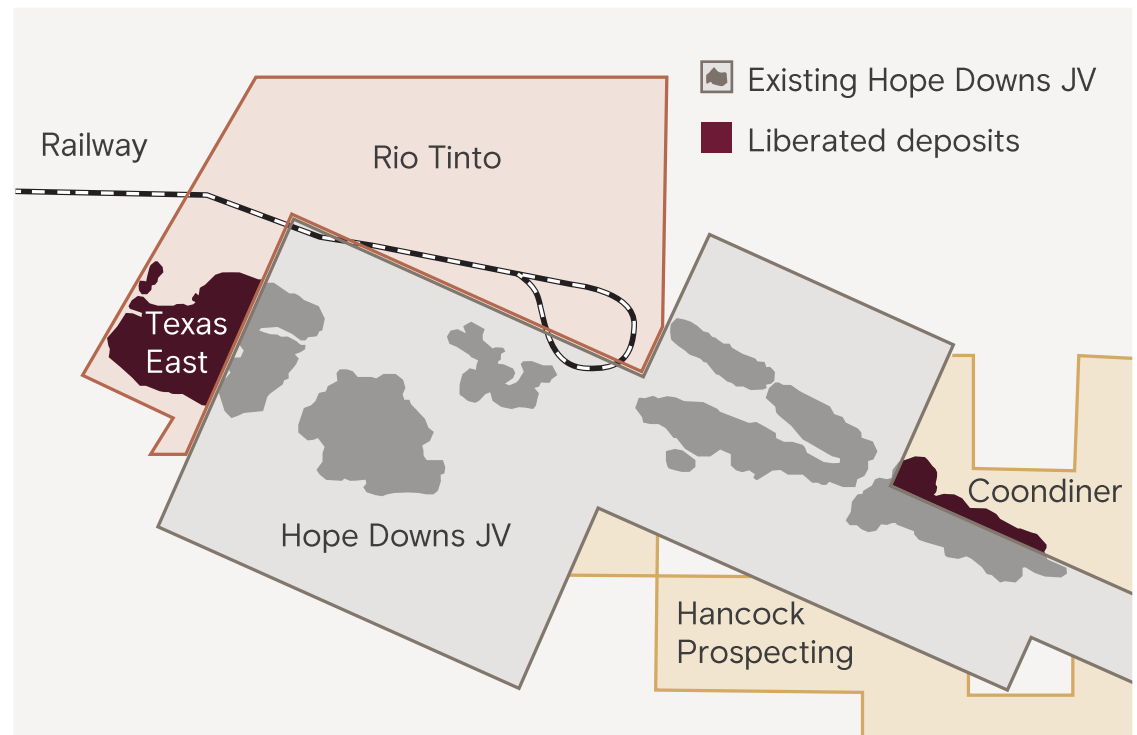 Existing Hope Downs JV
Liberated deposits
Railway
Rio Tinto
Texas
East
Coondiner
Hope Downs JV
Hancock
Prospecting